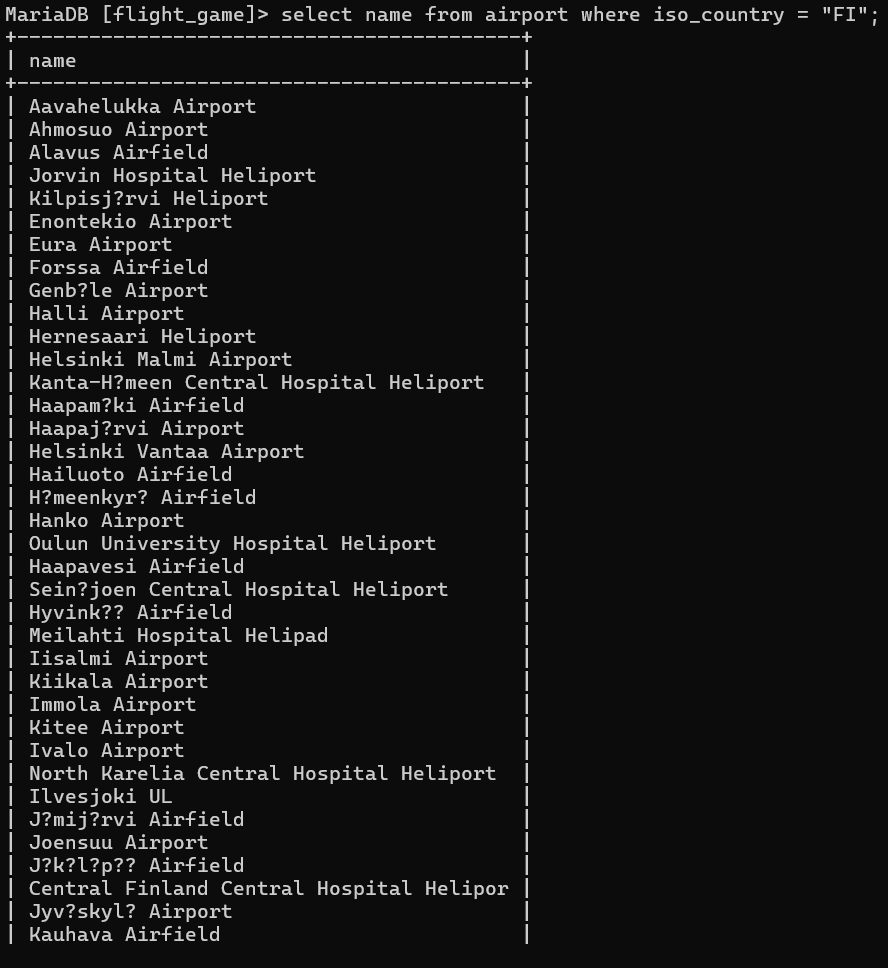 MariaDB [flight_game]> select name from airport where iso_country = "FI";
+------------------------------------------+
| name                                     |
+------------------------------------------+
| Aavahelukka Airport                      |
| Ahmosuo Airport                          |
| Alavus Airfield                          |
| Jorvin Hospital Heliport                 |
| Kilpisj?rvi Heliport                     |
| Enontekio Airport                        |
| Eura Airport                             |
| Forssa Airfield                          |
| Genb?le Airport                          |
| Halli Airport                            |
| Hernesaari Heliport                      |
| Helsinki Malmi Airport                   |
| Kanta-H?meen Central Hospital Heliport   |
| Haapam?ki Airfield                       |
| Haapaj?rvi Airport                       |
| Helsinki Vantaa Airport                  |
| Hailuoto Airfield                        |
| H?meenkyr? Airfield                      |
| Hanko Airport                            |
| Oulun University Hospital Heliport       |
| Haapavesi Airfield                       |
| Sein?joen Central Hospital Heliport      |
| Hyvink?? Airfield                        |
| Meilahti Hospital Helipad                |
| Iisalmi Airport                          |
| Kiikala Airport                          |
| Immola Airport                           |
| Kitee Airport                            |
| Ivalo Airport                            |
| North Karelia Central Hospital Heliport  |
| Ilvesjoki UL                             |
| J?mij?rvi Airfield                       |
| Joensuu Airport                          |
| J?k?l?p?? Airfield                       |
| Central Finland Central Hospital Helipor |
| Jyv?skyl? Airport                        |
| Kauhava Airfield                         |